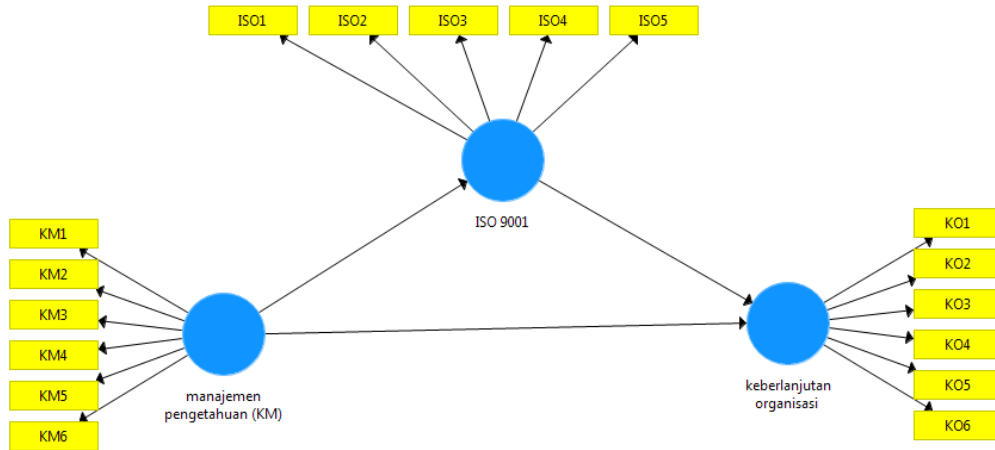 ISO1 ISO2 ISO3 ISO4 ISO5
ISO 9001
KM1
KM2
KM3
KM4
KM5
KM6
manajemen
pengetahuan (KM)
KO1
KO2
KO3
KO4
KO5
KO6
keberlanjutan
organisasi